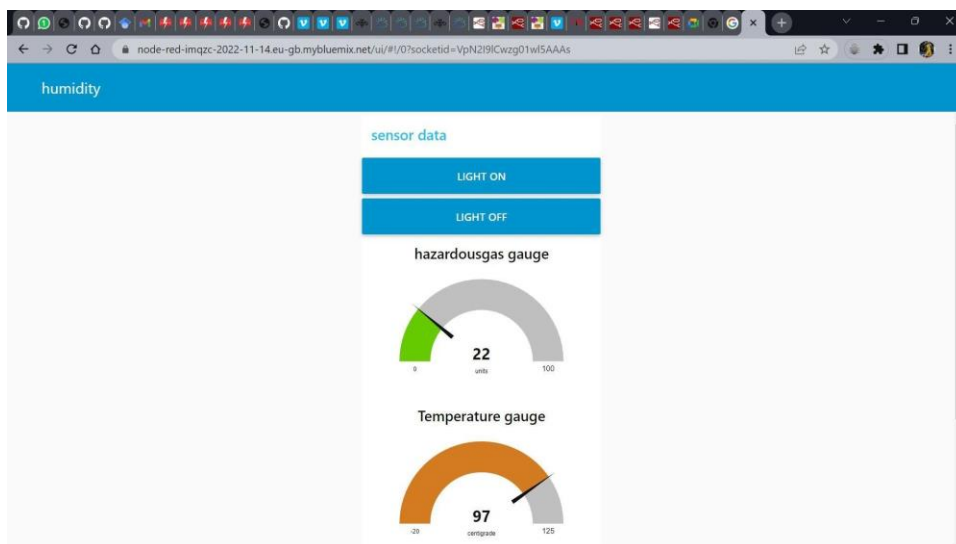 node-red-imqzc-2022-11-14.eu-gb.mybluemix.net/ui/#!/0?socketid=VpN2I9ICwzg01wI5AAAs
humidity
sensor data
LIGHT ON
LIGHT OFF
hazardousgas gauge
22
units
0
100
Temperature gauge
97
centigrade
-20
125